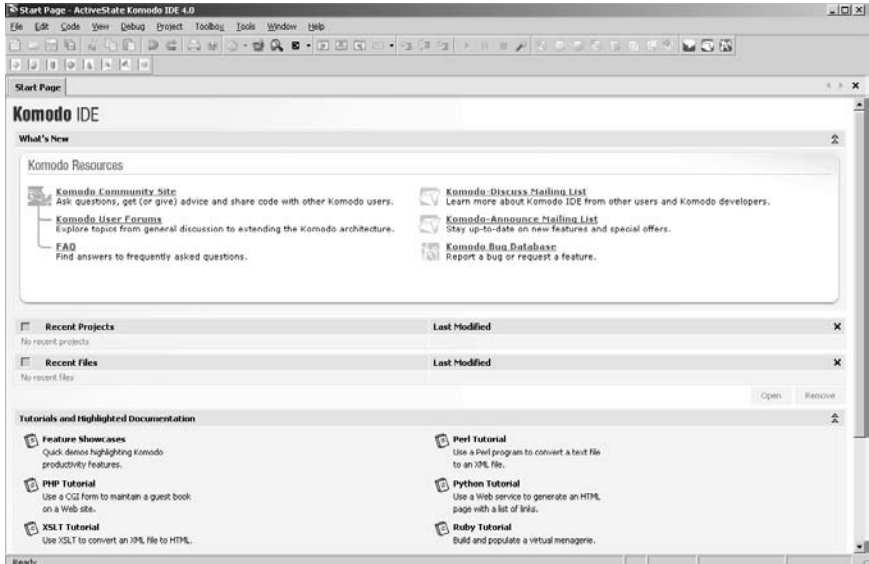 Start Page - ActiveState Komodo IDE 4.0
File Edit Code View Debug Project Toolbox Tools Window Help
Start Page
Komodo IDE
What's New
Komodo Resources
Komodo Community Site
Ask questions, get (or give) advice and share code with other Komodo users.
Komodo User Forums
Explore topics from general discussion to extending the Komodo architecture.
FAQ
Find answers to frequently asked questions.
Komodo-Discuss Mailing List
Learn more about Komodo IDE from other users and Komodo developers.
Komodo-Announce Mailing List
Stay up-to-date on new features and special offers.
Komodo Bug Database
Report a bug or request a feature.
Recent Projects Last Modified
No recent projects
Recent Files Last Modified
No recent files
Open Remove
Tutorials and Highlighted Documentation
Feature Showcases
Quick demos highlighting Komodo
productivity features.
PHP Tutorial
Use a CGI form to maintain a guest book
on a Web site.
XSLT Tutorial
Use XSLT to convert an XML file to HTML.
Perl Tutorial
Use a Perl program to convert a text file
to an XML file.
Python Tutorial
Use a Web service to generate an HTML
page with a list of links.
Ruby Tutorial
Build and populate a virtual menagerie.
Ready